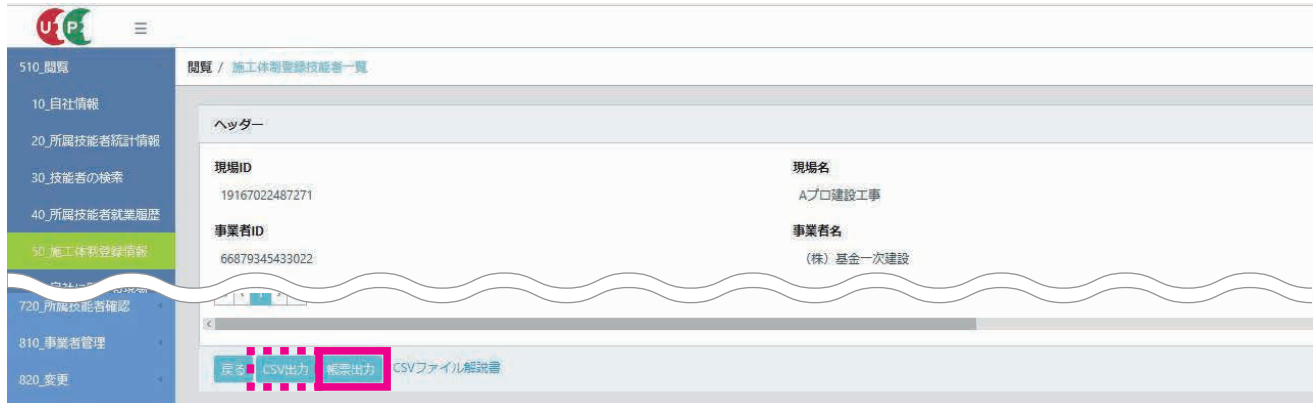 510_閲覧
10_自社情報
20_所属技能者統計情報
30_技能者の検索
40_所属技能者就業履歴
50_施工体制登録情報
720_所属技能者確認
810_事業者管理
820_変更
閲覧 / 施工体制登録技能者一覧
ヘッダー
現場ID
19167022487271
現場名
Aプロ建設工事
事業者ID
66879345433022
事業者名
（株）基金一次建設
戻る CSV出力 帳票出力 CSVファイル解説書